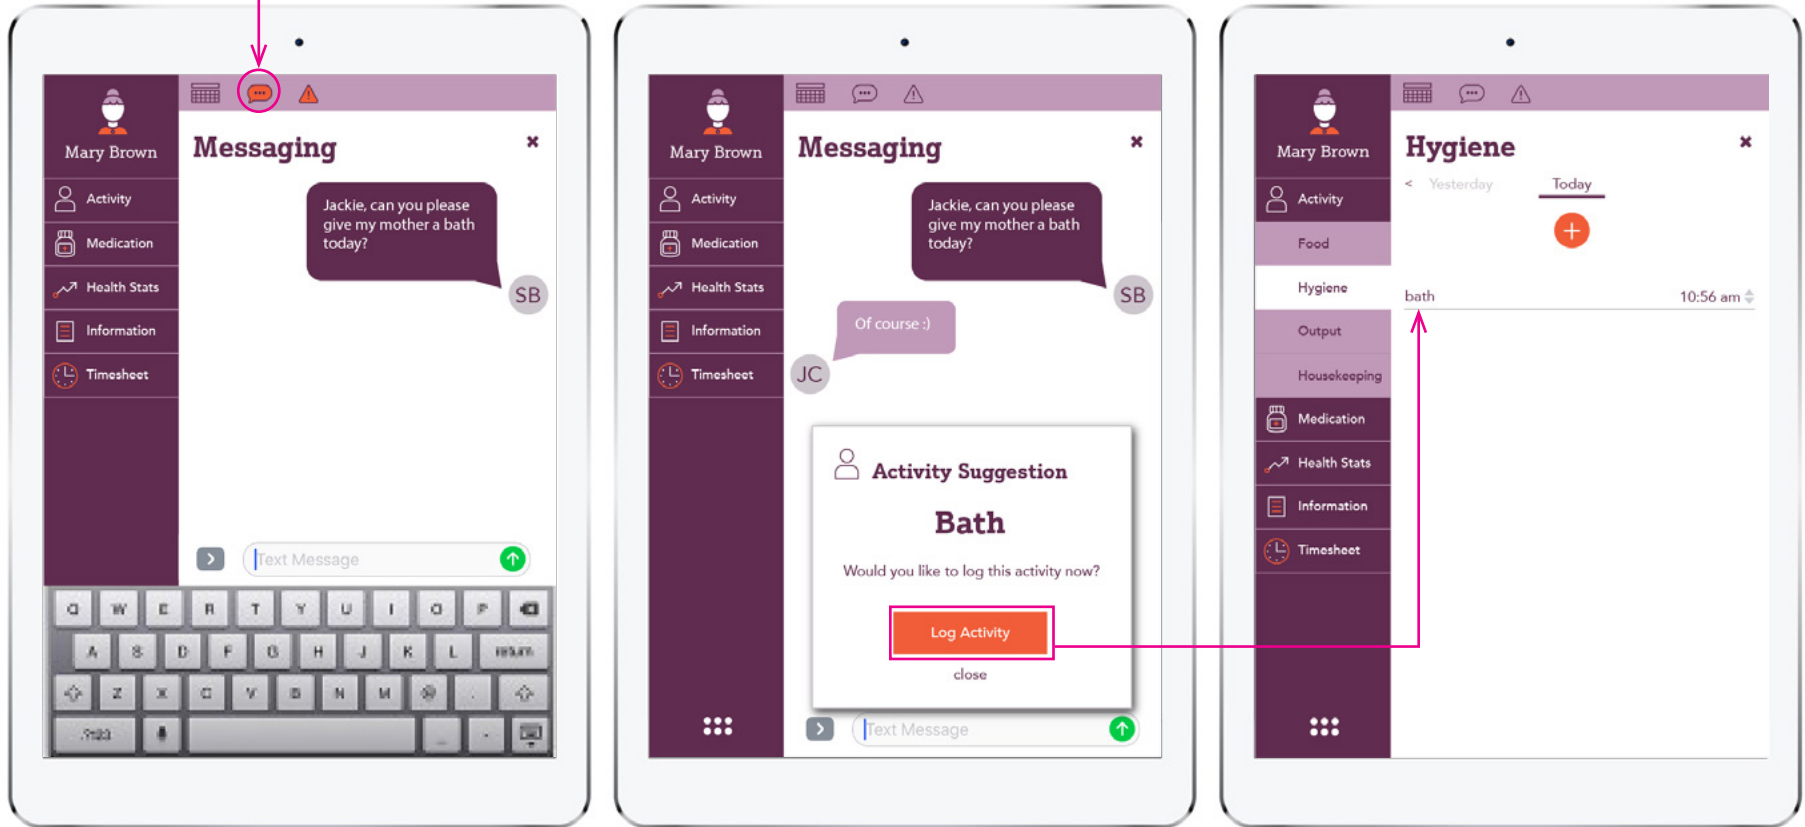 Mary Brown
Activity
Medication
Health Stats
Information
Timesheet
Messaging
Jackie, can you please
give my mother a bath
today?
SB
Text Message
Q W E R T Y U I O P
A S D F G H J K L return
Z X C V B N M @ .
.?123 _ -
Mary Brown
Activity
Medication
Health Stats
Information
Timesheet
Messaging
Jackie, can you please
give my mother a bath
today?
SB
Of course :)
JC
Activity Suggestion
Bath
Would you like to log this activity now?
Log Activity
close
Text Message
Mary Brown
Activity
Food
Hygiene
Output
Housekeeping
Medication
Health Stats
Information
Timesheet
Hygiene
< Yesterday Today
bath 10:56 am